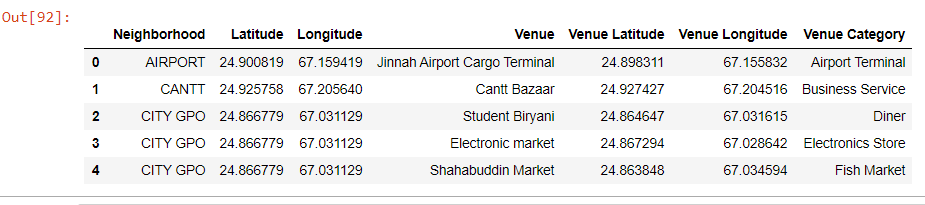 Out[92]:
Neighborhood Latitude Longitude Venue Venue Latitude Venue Longitude Venue Category
0 AIRPORT 24.900819 67.159419 Jinnah Airport Cargo Terminal 24.898311 67.155832 Airport Terminal
1 CANTT 24.925758 67.205640 Cantt Bazaar 24.927427 67.204516 Business Service
2 CITY GPO 24.866779 67.031129 Student Biryani 24.864647 67.031615 Diner
3 CITY GPO 24.866779 67.031129 Electronic market 24.867294 67.028642 Electronics Store
4 CITY GPO 24.866779 67.031129 Shahabuddin Market 24.863848 67.034594 Fish Market